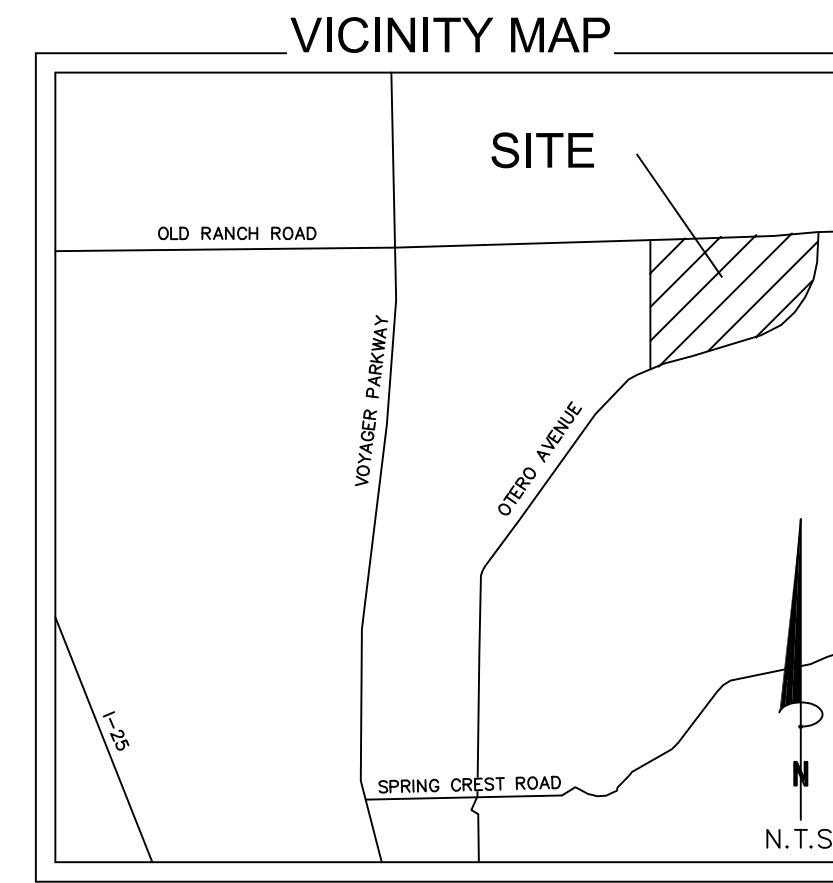 VICINITY MAP
SITE
OLD RANCH ROAD
VOYAGER PARKWAY
OTERO AVENUE
I-25
SPRING CREST ROAD
N
N.T.S